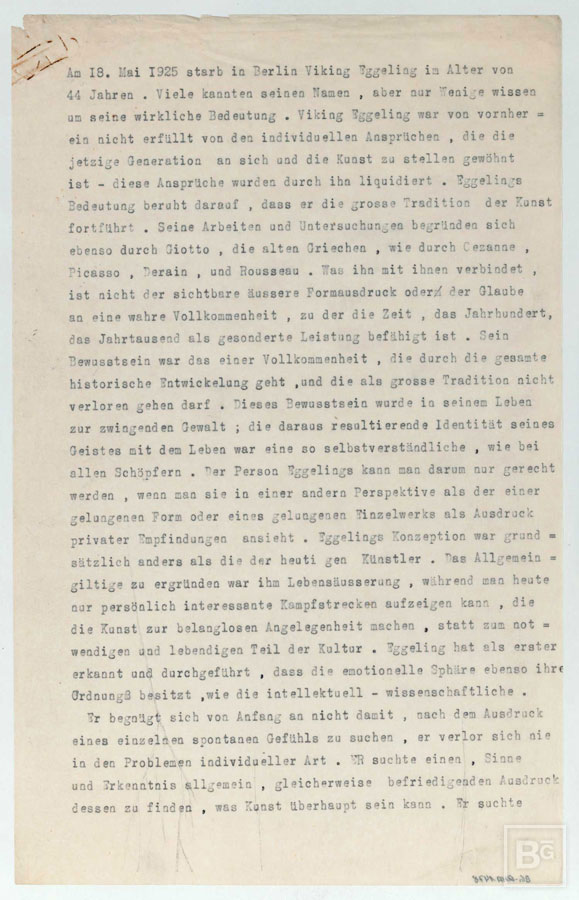 Am I8. Mai I925 starb in Berlin Viking Eggeling im Alter von
44 Jahren . Viele kannten seinen Namen , aber nur Wenige wissen
um seine wirkliche Bedeutung . Viking Eggeling war von vornher =
ein nicht erfüllt von den individuellen Ansprüchen , die die
jetzige Generation an sich und die Kunst zu stellen gewöhnt
ist - diese Ansprüche wurden durch ihn liquidiert . Eggelings
Bedeutung beruht darauf , dass er die grosse Tradition der Kunst
fortführt . Seine Arbeiten und Untersuchungen begründen sich
ebenso durch Giotto , die alten Griechen , wie durch Cezanne ,
Picasso , Derain , und Rousseau . Was ihn mit ihnen verbindet ,
ist nicht der sichtbare äussere Formausdruck oder der Glaube
an eine wahre Vollkommenheit , zu der die Zeit , das Jahrhundert,
das Jahrtausend als gesonderte Leistung befähigt ist . Sein
Bewusstsein war das einer Vollkommenheit , die durch die gesamte
historische Entwickelung geht ,und die als grosse Tradition nicht
verloren gehen darf . Dieses Bewusstsein wurde in seinem Leben
zur zwingenden Gewalt ; die daraus resultierende Identität seines
Geistes mit dem Leben war eine so selbstverständliche , wie bei
allen Schöpfern . Der Person Eggelings kann man darum nur gerecht
werden , wenn man sie in einer andern Perspektive als der einer
gelungenen Form oder eines gelungenen Einzelwerks als Ausdruck
privater Empfindungen ansieht . Eggelings Konzeption war grund =
sätzlich anders als die der heuti gen Künstler . Das Allgemein =
giltige zu ergründen war ihm Lebensäusserung , während man heute
nur persönlich interessante Kampfstrecken aufzeigen kann , die
die Kunst zur belanglosen Angelegenheit machen , statt zum not =
wendigen und lebendigen Teil der Kultur . Eggeling hat als erster
erkannt und durchgeführt , dass die emotionelle Sphäre ebenso ihre
Ordnung besitzt ,wie die intellektuell - wissenschaftliche .
Er begnügt sich von Anfang an nicht damit , nach dem Ausdruck
eines einzelnen spontanen Gefühls zu suchen , er verlor sich nie
in den Problemen individueller Art . ER suchte einen , Sinne
und Erkenntnis allgemein , gleicherweise befriedigenden Ausdruck
dessen zu finden , was Kunst überhaupt sein kann . Er suchte
BG